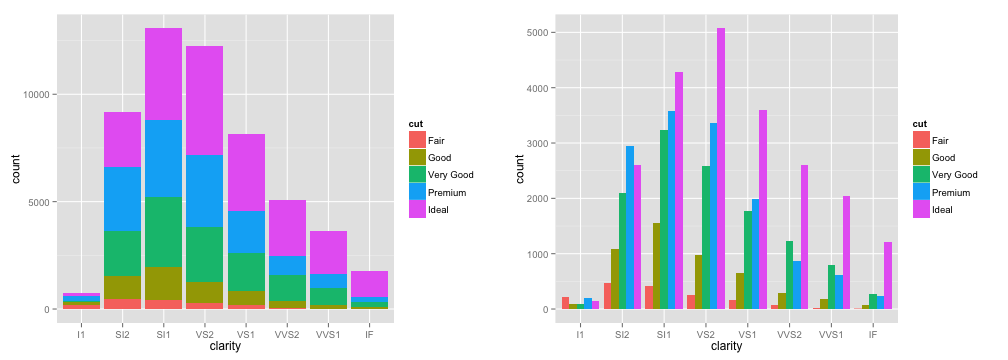 10000
5000
0
count
I1 SI2 SI1 VS2 VS1 VVS2 VVS1 IF
clarity
cut
Fair
Good
Very Good
Premium
Ideal
5000
4000
3000
2000
1000
0
count
I1 SI2 SI1 VS2 VS1 VVS2 VVS1 IF
clarity
cut
Fair
Good
Very Good
Premium
Ideal